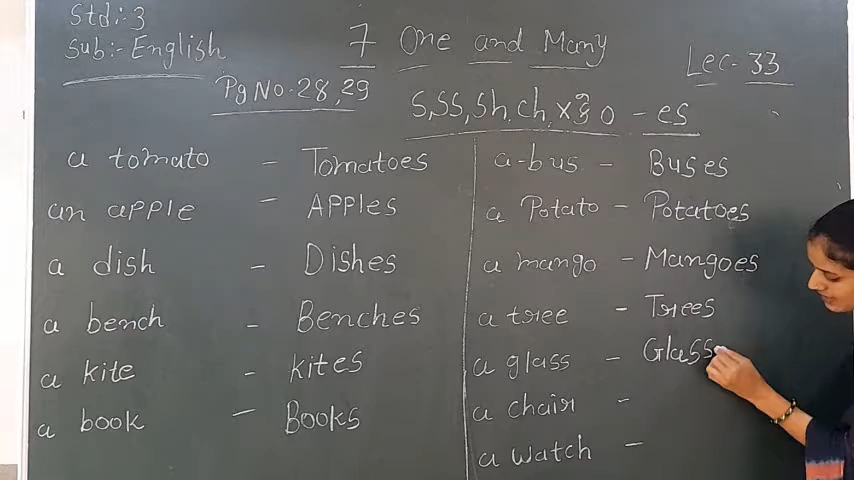 Std:-3
Sub:- English
7 One and Many
Lec-33
Pg No.28,29
S,SS,Sh,Ch,x,z,o - es
a tomato - Tomatoes
an apple - APPles
a dish - Dishes
a bench - Benches
a kite - kites
a book - Books
a-bus - Buses
a Potato - Potatoes
a mango - Mangoes
a tree - Trees
a glass - Glass
a chair -
a watch -